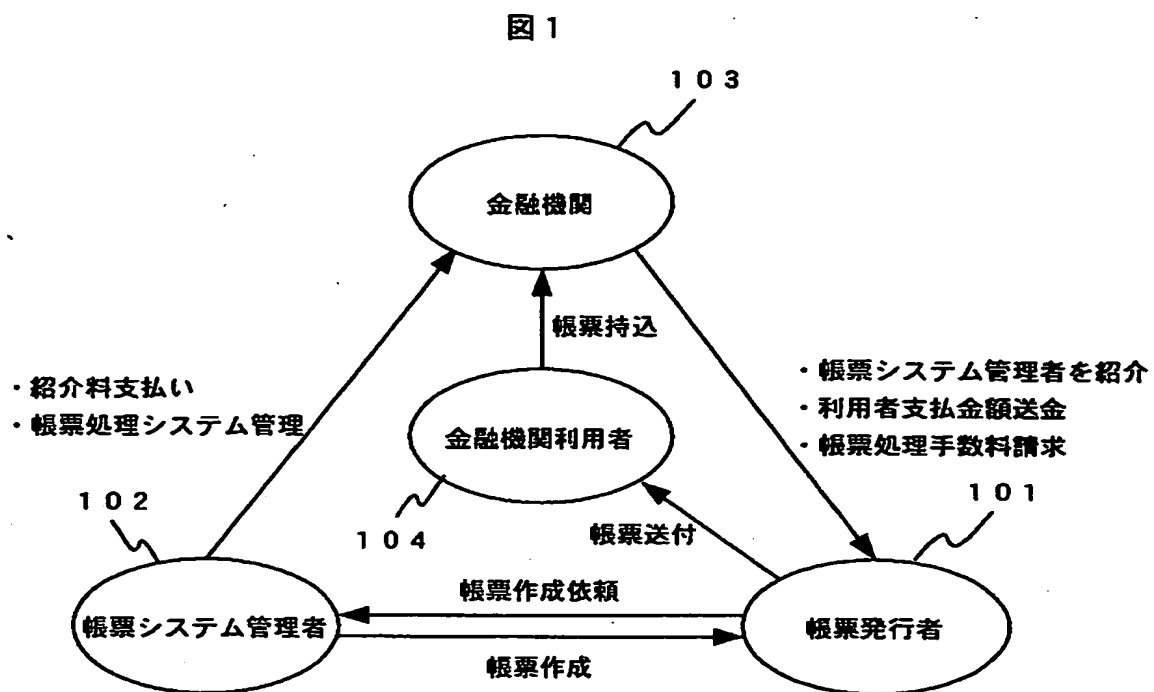 図1
103
金融機関
帳票持込
・紹介料支払い
・帳票処理システム管理
・帳票システム管理者を紹介
・利用者支払金額送金
・帳票処理手数料請求
金融機関利用者
102
104
帳票送付
101
帳票作成依頼
帳票システム管理者
帳票発行者
帳票作成